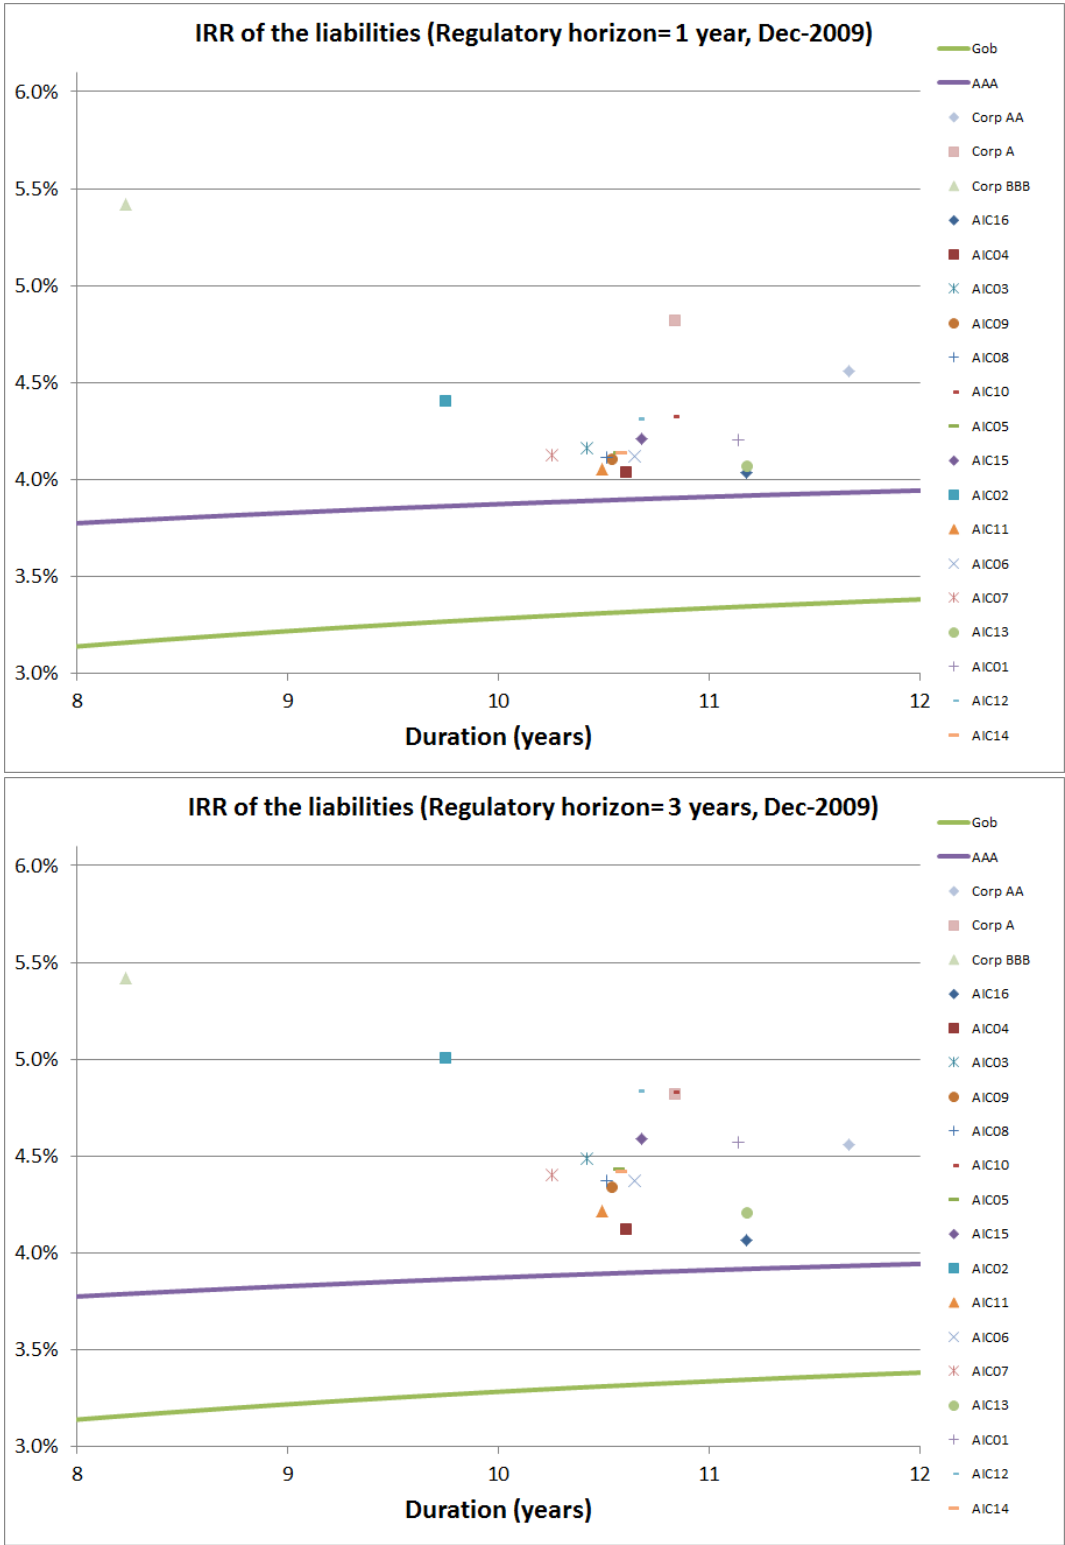 IRR of the liabilities (Regulatory horizon= 1 year, Dec-2009)
6.0%
5.5%
5.0%
4.5%
4.0%
3.5%
3.0%
8
9
10
11
12
Duration (years)
Gob
AAA
Corp AA
Corp A
Corp BBB
AIC16
AIC04
AIC03
AIC09
AIC08
AIC10
AIC05
AIC15
AIC02
AIC11
AIC06
AIC07
AIC13
AIC01
AIC12
AIC14
IRR of the liabilities (Regulatory horizon= 3 years, Dec-2009)
6.0%
5.5%
5.0%
4.5%
4.0%
3.5%
3.0%
8
9
10
11
12
Duration (years)
Gob
AAA
Corp AA
Corp A
Corp BBB
AIC16
AIC04
AIC03
AIC09
AIC08
AIC10
AIC05
AIC15
AIC02
AIC11
AIC06
AIC07
AIC13
AIC01
AIC12
AIC14